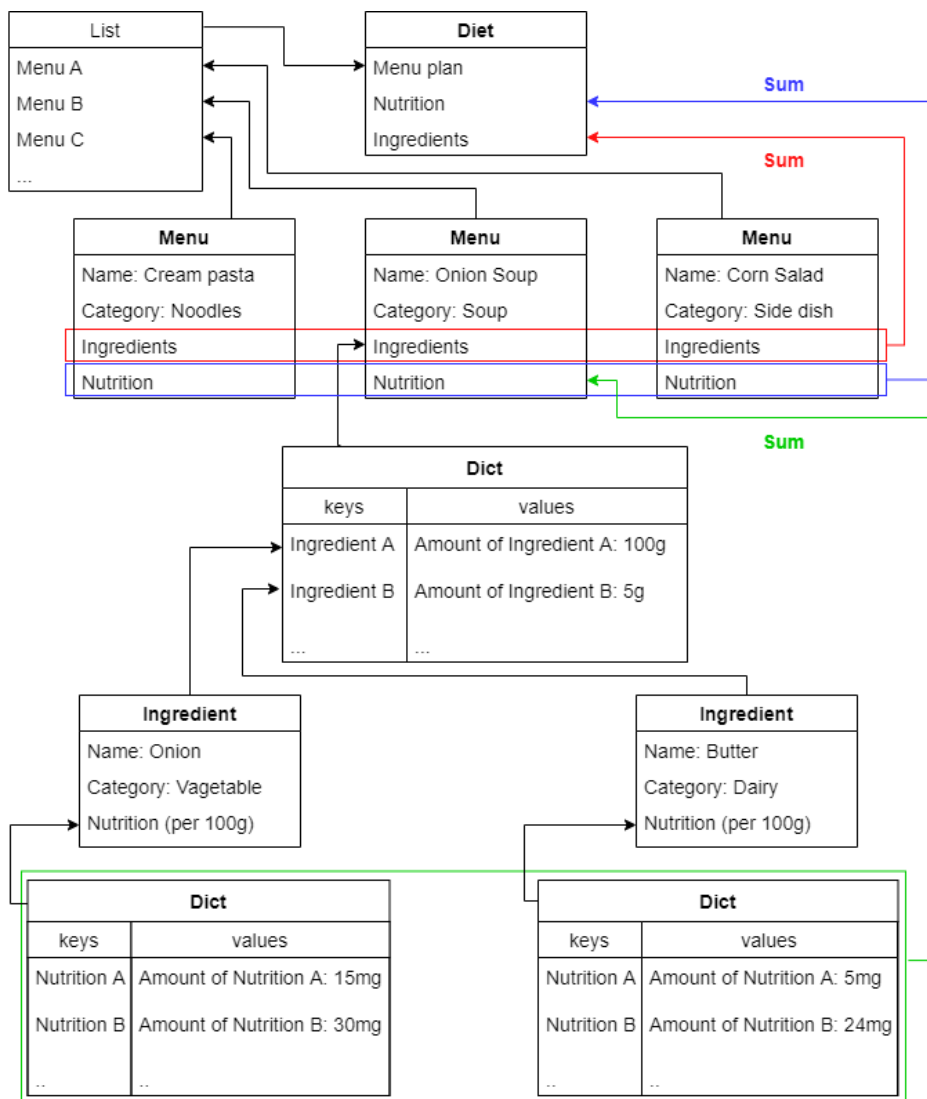 List
Menu A
Menu B
Menu C
...
Diet
Menu plan
Nutrition
Ingredients
Sum
Sum
Menu
Name: Cream pasta
Category: Noodles
Ingredients
Nutrition
Menu
Name: Onion Soup
Category: Soup
Ingredients
Nutrition
Menu
Name: Corn Salad
Category: Side dish
Ingredients
Nutrition
Sum
Dict
keys values
Ingredient A Amount of Ingredient A: 100g
Ingredient B Amount of Ingredient B: 5g
... ...
Ingredient
Name: Onion
Category: Vagetable
Nutrition (per 100g)
Ingredient
Name: Butter
Category: Dairy
Nutrition (per 100g)
Dict
keys values
Nutrition A Amount of Nutrition A: 15mg
Nutrition B Amount of Nutrition B: 30mg
.. ..
Dict
keys values
Nutrition A Amount of Nutrition A: 5mg
Nutrition B Amount of Nutrition B: 24mg
.. ..